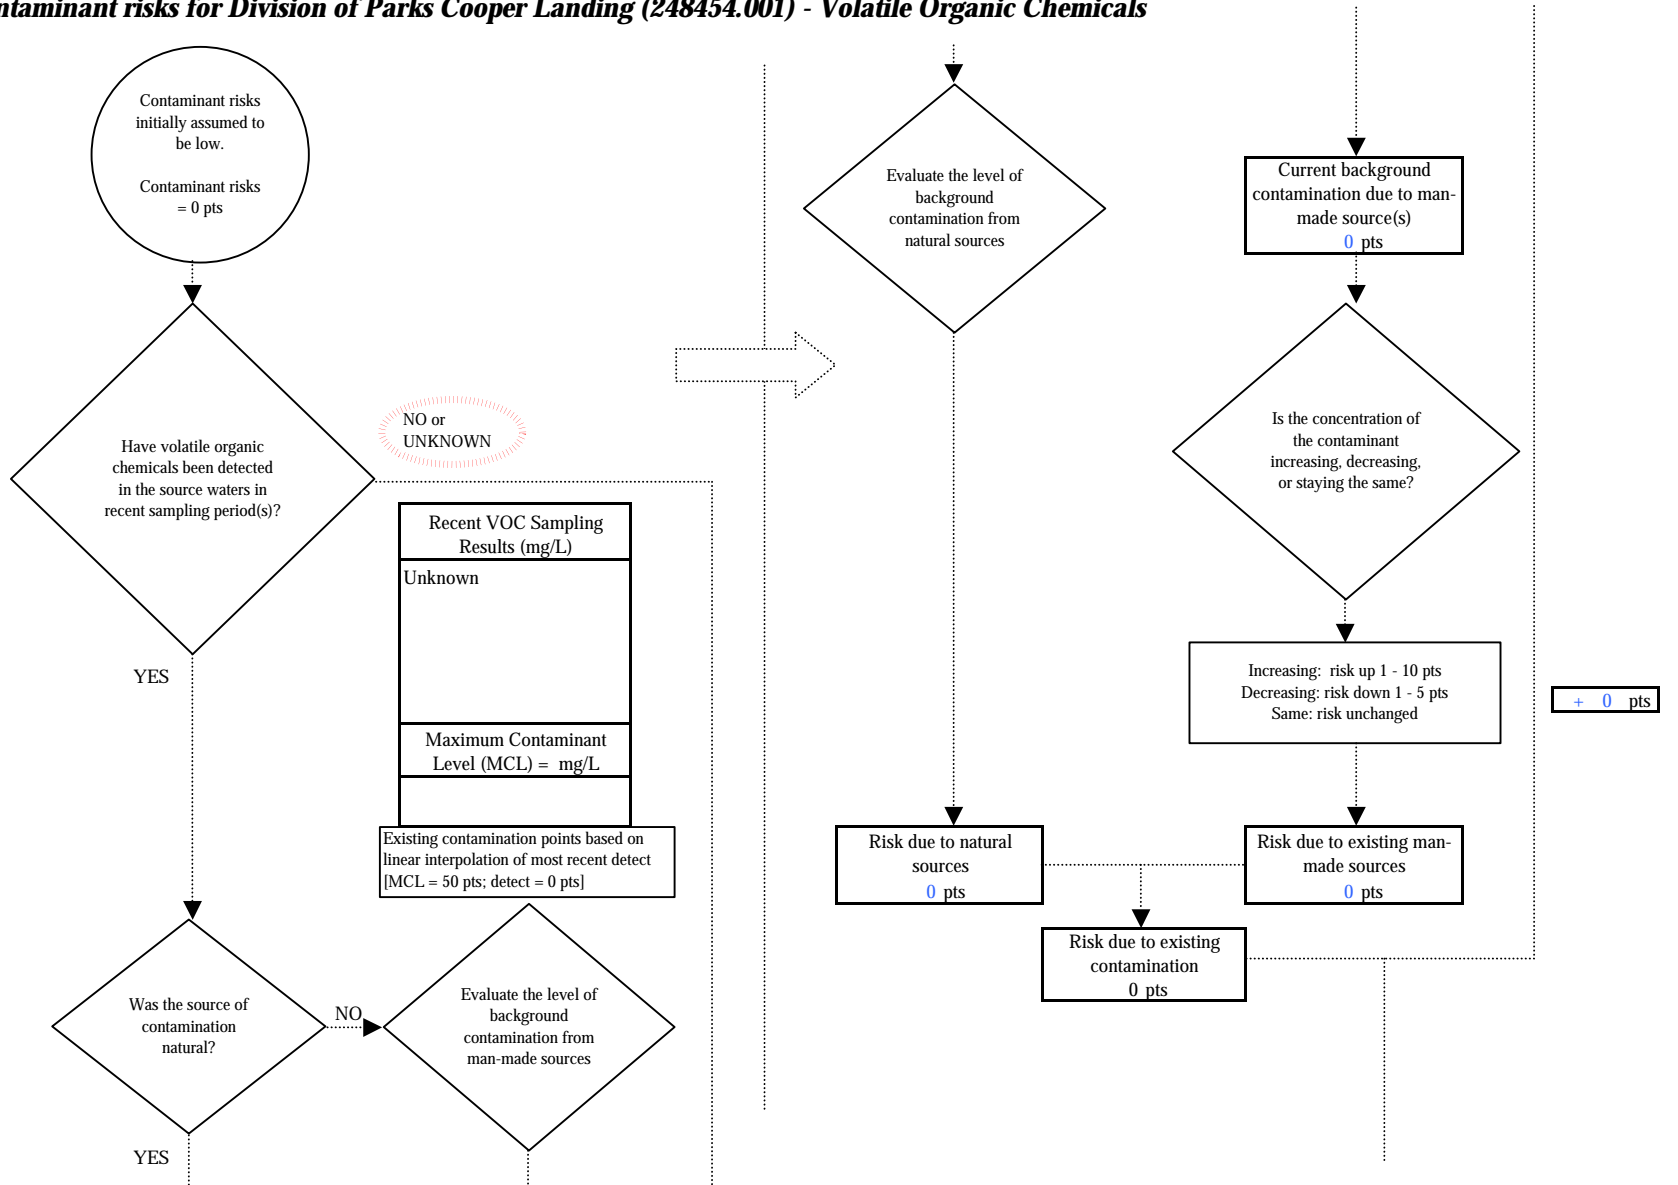 ntaminant risks for Division of Parks Cooper Landing (248454.001) - Volatile Organic Chemicals
Contaminant risks
initially assumed to
be low.
Contaminant risks
= 0 pts
Have volatile organic
chemicals been detected
in the source waters in
recent sampling period(s)?
NO or
UNKNOWN
YES
Recent VOC Sampling
Results (mg/L)
Unknown
Maximum Contaminant
Level (MCL) = mg/L
Existing contamination points based on
linear interpolation of most recent detect
[MCL = 50 pts; detect = 0 pts]
Was the source of
contamination
natural?
NO
YES
Evaluate the level of
background
contamination from
man-made sources
Evaluate the level of
background
contamination from
natural sources
Current background
contamination due to man-
made source(s)
0 pts
Is the concentration of
the contaminant
increasing, decreasing,
or staying the same?
Increasing: risk up 1 - 10 pts
Decreasing: risk down 1 - 5 pts
Same: risk unchanged
+ 0 pts
Risk due to natural
sources
0 pts
Risk due to existing man-
made sources
0 pts
Risk due to existing
contamination
0 pts